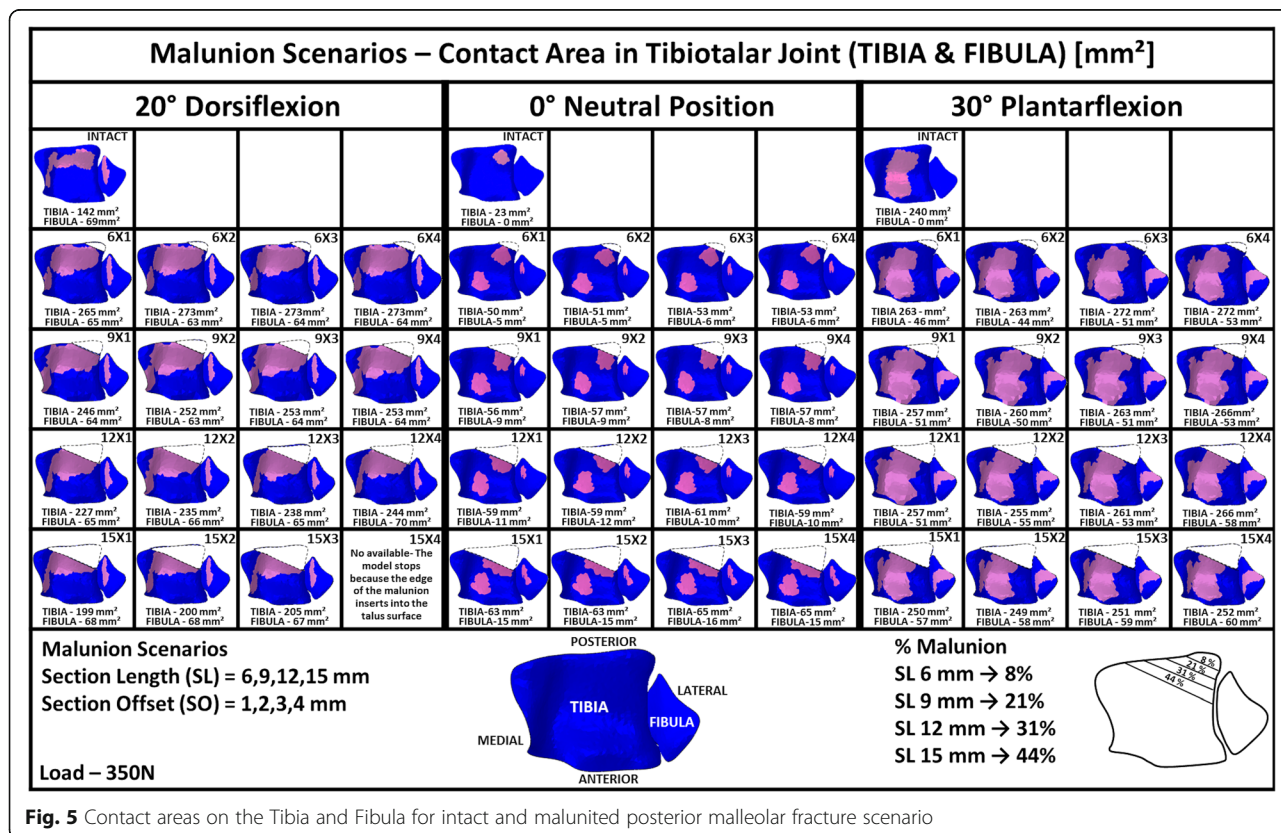 Malunion Scenarios – Contact Area in Tibiotalar Joint (TIBIA & FIBULA) [mm²]
20° Dorsiflexion
0° Neutral Position
30° Plantarflexion
INTACT
TIBIA - 142 mm²
FIBULA - 69mm²
INTACT
TIBIA - 23 mm²
FIBULA - 0 mm²
INTACT
TIBIA - 240 mm²
FIBULA - 0 mm²
6X1
TIBIA - 265 mm²
FIBULA - 65 mm²
6X2
TIBIA - 273mm²
FIBULA - 63 mm²
6X3
TIBIA - 273mm²
FIBULA - 64 mm²
6X4
TIBIA - 273mm²
FIBULA - 64 mm²
6X1
TIBIA-50 mm²
FIBULA-5 mm²
6X2
TIBIA-51 mm²
FIBULA-5 mm²
6X3
TIBIA-53 mm²
FIBULA-6 mm²
6X4
TIBIA-53 mm²
FIBULA-6 mm²
6X1
TIBIA 263 - mm²
FIBULA - 46 mm²
6X2
TIBIA - 263 mm²
FIBULA - 44 mm²
6X3
TIBIA - 272 mm²
FIBULA - 51 mm²
6X4
TIBIA - 272 mm²
FIBULA - 53 mm²
9X1
TIBIA - 246 mm²
FIBULA - 64 mm²
9X2
TIBIA - 252 mm²
FIBULA - 63 mm²
9X3
TIBIA - 253 mm²
FIBULA - 64 mm²
9X4
TIBIA - 253 mm²
FIBULA - 64 mm²
9X1
TIBIA-56 mm²
FIBULA-9 mm²
9X2
TIBIA-57 mm²
FIBULA-9 mm²
9X3
TIBIA-57 mm²
FIBULA-8 mm²
9X4
TIBIA-57 mm²
FIBULA-8 mm²
9X1
TIBIA - 257 mm²
FIBULA - 51 mm²
9X2
TIBIA - 260 mm²
FIBULA -50 mm²
9X3
TIBIA - 263 mm²
FIBULA - 51 mm²
9X4
TIBIA -266mm²
FIBULA -53 mm²
12X1
TIBIA - 227 mm²
FIBULA - 65 mm²
12X2
TIBIA - 235 mm²
FIBULA - 66 mm²
12X3
TIBIA - 238 mm²
FIBULA - 65 mm²
12X4
TIBIA - 244 mm²
FIBULA - 70 mm²
12X1
TIBIA-59 mm²
FIBULA-11 mm²
12X2
TIBIA-59 mm²
FIBULA-12 mm²
12X3
TIBIA-61 mm²
FIBULA-10 mm²
12X4
TIBIA-59 mm²
FIBULA-10 mm²
12X1
TIBIA - 257 mm²
FIBULA - 51 mm²
12X2
TIBIA - 255 mm²
FIBULA - 55 mm²
12X3
TIBIA - 261 mm²
FIBULA - 53 mm²
12X4
TIBIA - 266 mm²
FIBULA - 58 mm²
15X1
TIBIA - 199 mm²
FIBULA - 68 mm²
15X2
TIBIA - 200 mm²
FIBULA - 68 mm²
15X3
TIBIA - 205 mm²
FIBULA - 67 mm²
15X4
No available- The
model stops
because the edge
of the malunion
inserts into the
talus surface
15X1
TIBIA-63 mm²
FIBULA-15 mm²
15X2
TIBIA-63 mm²
FIBULA-15 mm²
15X3
TIBIA-65 mm²
FIBULA-16 mm²
15X4
TIBIA-65 mm²
FIBULA-15 mm²
15X1
TIBIA - 250 mm²
FIBULA - 57 mm²
15X2
TIBIA - 249 mm²
FIBULA - 58 mm²
15X3
TIBIA - 251 mm²
FIBULA - 59 mm²
15X4
TIBIA - 252 mm²
FIBULA - 60 mm²
Malunion Scenarios
Section Length (SL) = 6,9,12,15 mm
Section Offset (SO) = 1,2,3,4 mm
Load – 350N
POSTERIOR
LATERAL
TIBIA
FIBULA
MEDIAL
ANTERIOR
% Malunion
SL 6 mm → 8%
SL 9 mm → 21%
SL 12 mm → 31%
SL 15 mm → 44%
8 %
21 %
31 %
44 %
Fig. 5 Contact areas on the Tibia and Fibula for intact and malunited posterior malleolar fracture scenario